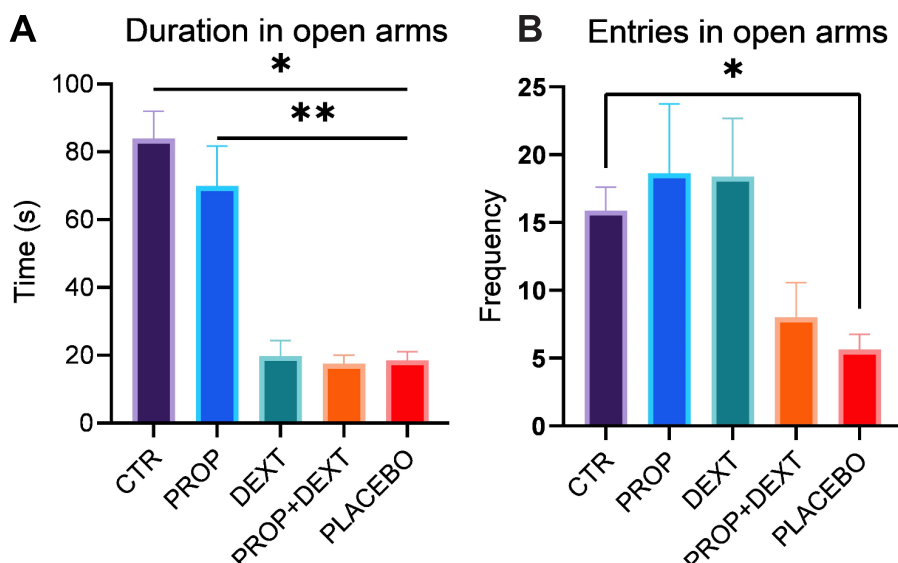 A Duration in open arms
*
**
Time (s)
100
80
60
40
20
0
CTR
PROP
DEXT
PROP+DEXT
PLACEBO
B Entries in open arms
*
Frequency
25
20
15
10
5
0
CTR
PROP
DEXT
PROP+DEXT
PLACEBO